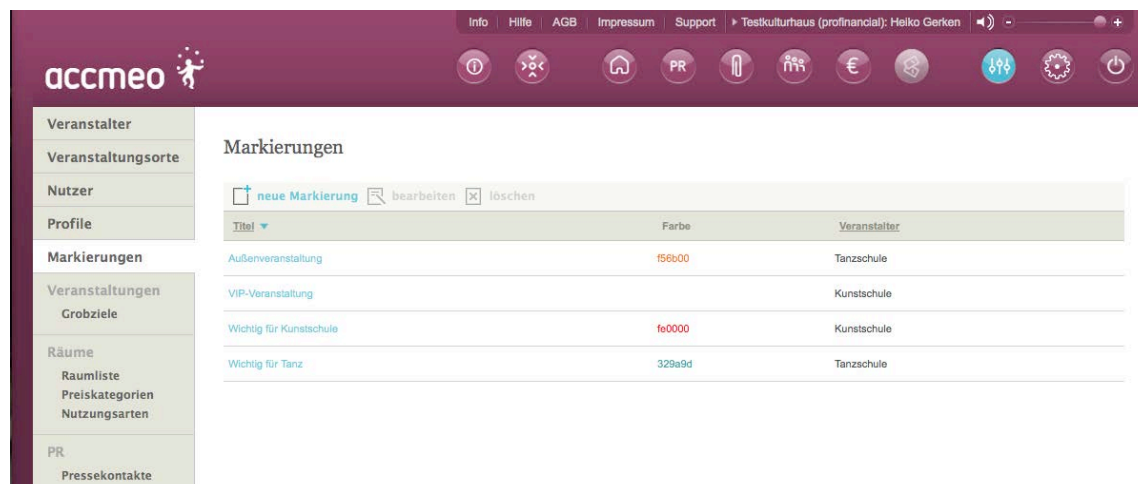 Info Hilfe AGB Impressum Support Testkulturhaus (profinancial): Heiko Gerken
accmeo
PR €
Veranstalter
Veranstaltungsorte
Nutzer
Profile
Markierungen
Veranstaltungen
Grobziele
Räume
Raumliste
Preiskategorien
Nutzungsarten
PR
Pressekontakte
Markierungen
neue Markierung bearbeiten löschen
Titel Farbe Veranstalter
Außenveranstaltung f56b00 Tanzschule
VIP-Veranstaltung Kunstschule
Wichtig für Kunstschule fe0000 Kunstschule
Wichtig für Tanz 329a9d Tanzschule